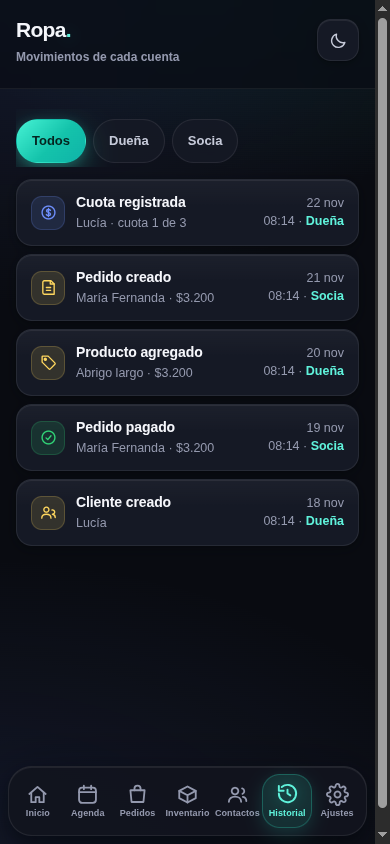 Ropa.
Movimientos de cada cuenta
Todos
Dueña
Socia
Cuota registrada
22 nov
Lucía · cuota 1 de 3
08:14 · Dueña
Pedido creado
21 nov
María Fernanda · $3.200
08:14 · Socia
Producto agregado
20 nov
Abrigo largo · $3.200
08:14 · Dueña
Pedido pagado
19 nov
María Fernanda · $3.200
08:14 · Socia
Cliente creado
18 nov
Lucía
08:14 · Dueña
Inicio
Agenda
Pedidos
Inventario
Contactos
Historial
Ajustes